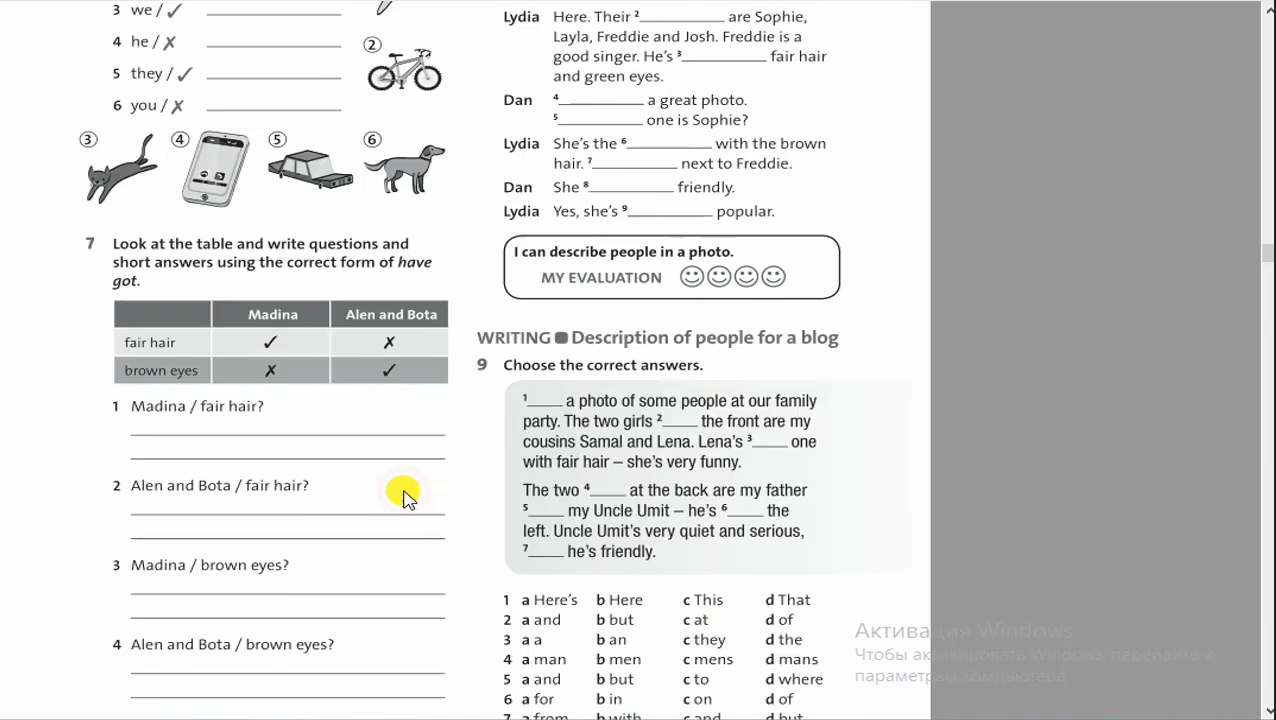 3 we / ✓
4 he / ✗
5 they / ✓
6 you / ✗
②
③ ④ ⑤ ⑥
7 Look at the table and write questions and
short answers using the correct form of have
got.
Madina Alen and Bota
fair hair ✓ ✗
brown eyes ✗ ✓
1 Madina / fair hair?
2 Alen and Bota / fair hair?
3 Madina / brown eyes?
4 Alen and Bota / brown eyes?
Lydia Here. Their 2__________ are Sophie,
Layla, Freddie and Josh. Freddie is a
good singer. He's 3__________ fair hair
and green eyes.
Dan 4__________ a great photo.
5__________ one is Sophie?
Lydia She's the 6__________ with the brown
hair. 7__________ next to Freddie.
Dan She 8__________ friendly.
Lydia Yes, she's 9__________ popular.
I can describe people in a photo.
MY EVALUATION
WRITING ■ Description of people for a blog
9 Choose the correct answers.
1____ a photo of some people at our family
party. The two girls 2____ the front are my
cousins Samal and Lena. Lena's 3____ one
with fair hair – she's very funny.
The two 4____ at the back are my father
5____ my Uncle Umit – he's 6____ the
left. Uncle Umit's very quiet and serious,
7____ he's friendly.
1 a Here's b Here c This d That
2 a and b but c at d of
3 a a b an c they d the
4 a man b men c mens d mans
5 a and b but c to d where
6 a for b in c on d of
7 a from b with c and d but
Активация Windows
Чтобы активировать Windows, перейдите в
параметры компьютера